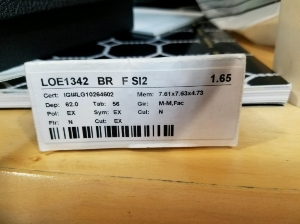 LOE1342 BR F SI2 1.65
Cert: IGI#LG10264602 Mem: 7.61x7.63x4.73
Dep: 62.0 Tab: 56 Gir: M-M,Fac
Pol: EX Sym: EX Cul: N
Flr: N Cut: EX